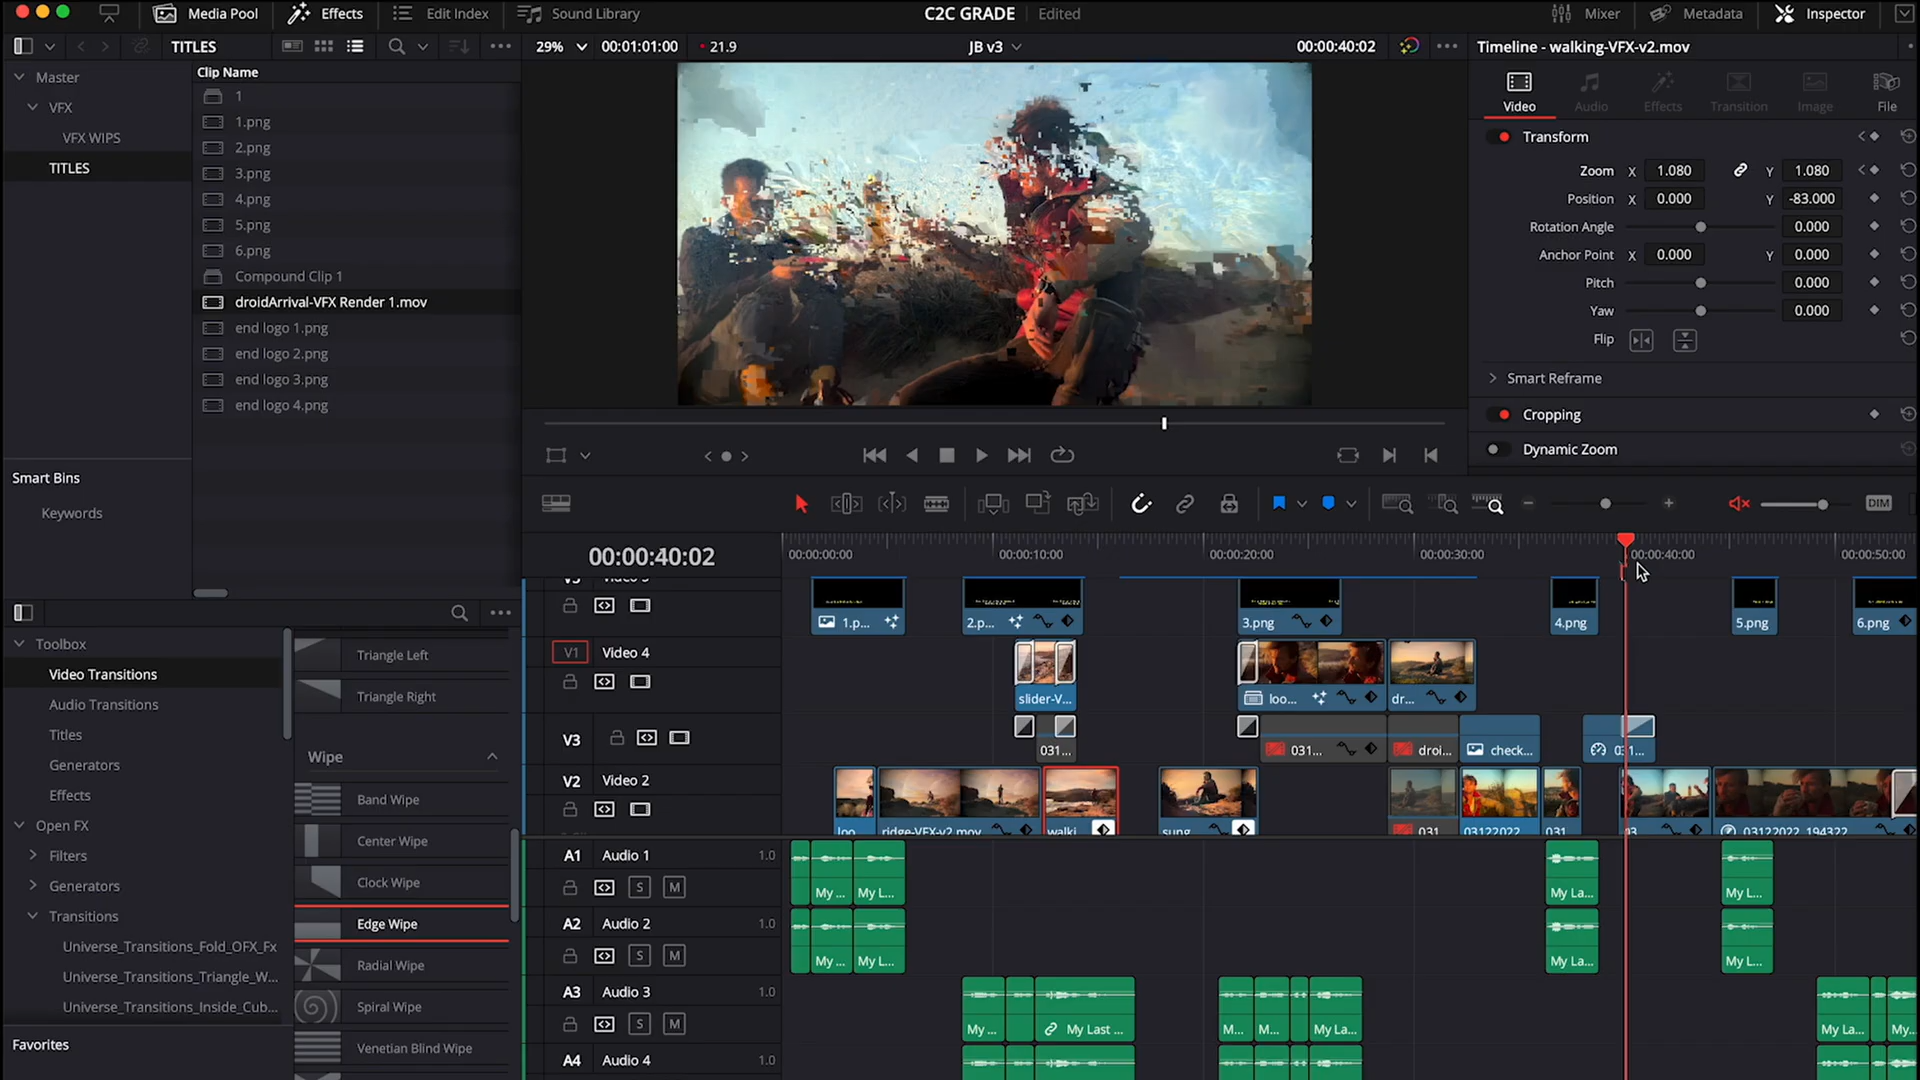 Media Pool
Effects
Edit Index
Sound Library
C2C GRADE
Edited
Mixer
Metadata
Inspector
TITLES
29%
00:01:01:00
21.9
JB v3
00:00:40:02
Timeline - walking-VFX-v2.mov
Master
VFX
VFX WIPS
TITLES
Clip Name
1
1.png
2.png
3.png
4.png
5.png
6.png
Compound Clip 1
droidArrival-VFX Render 1.mov
end logo 1.png
end logo 2.png
end logo 3.png
end logo 4.png
Smart Bins
Keywords
Video
Audio
Effects
Transition
Image
File
Transform
Zoom X 1.080 Y 1.080
Position X 0.000 Y -83.000
Rotation Angle 0.000
Anchor Point X 0.000 Y 0.000
Pitch 0.000
Yaw 0.000
Flip
Smart Reframe
Cropping
Dynamic Zoom
DIM
Toolbox
Video Transitions
Audio Transitions
Titles
Generators
Effects
Open FX
Filters
Generators
Transitions
Universe_Transitions_Fold_OFX_Fx
Universe_Transitions_Triangle_W...
Universe_Transitions_Inside_Cub...
Favorites
Triangle Left
Triangle Right
Wipe
Band Wipe
Center Wipe
Clock Wipe
Edge Wipe
Radial Wipe
Spiral Wipe
Venetian Blind Wipe
00:00:40:02
00:00:00:00
00:00:10:00
00:00:20:00
00:00:30:00
00:00:40:00
00:00:50:00
1.p...
2.p...
3.png
4.png
5.png
6.png
V1 Video 4
slider-V...
loo...
dr...
V3
031...
031...
droi...
check...
V2 Video 2
loo
ridge-VFX-v2.mov
walki
sung
031
03122022
031
03
03122022_194322
A1 Audio 1 1.0
S M
My ...
My L...
My La...
My L...
A2 Audio 2 1.0
S M
My ...
My L...
My La...
My L...
A3 Audio 3 1.0
S M
My ...
My Last ...
M...
M...
My La...
My La...
My...
A4 Audio 4